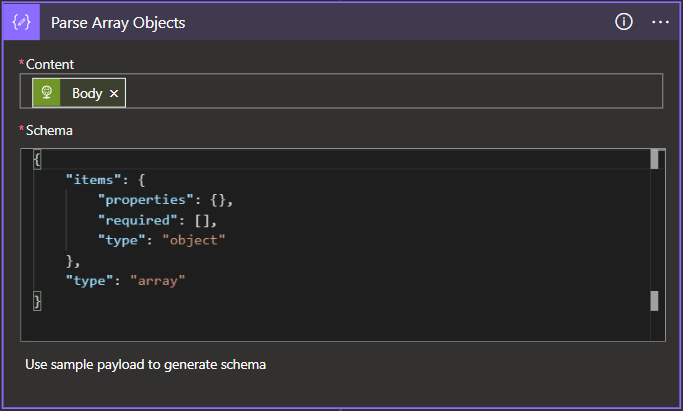 Parse Array Objects
*Content
Body
*Schema
{
    "items": {
        "properties": {},
        "required": [],
        "type": "object"
    },
    "type": "array"
}
Use sample payload to generate schema